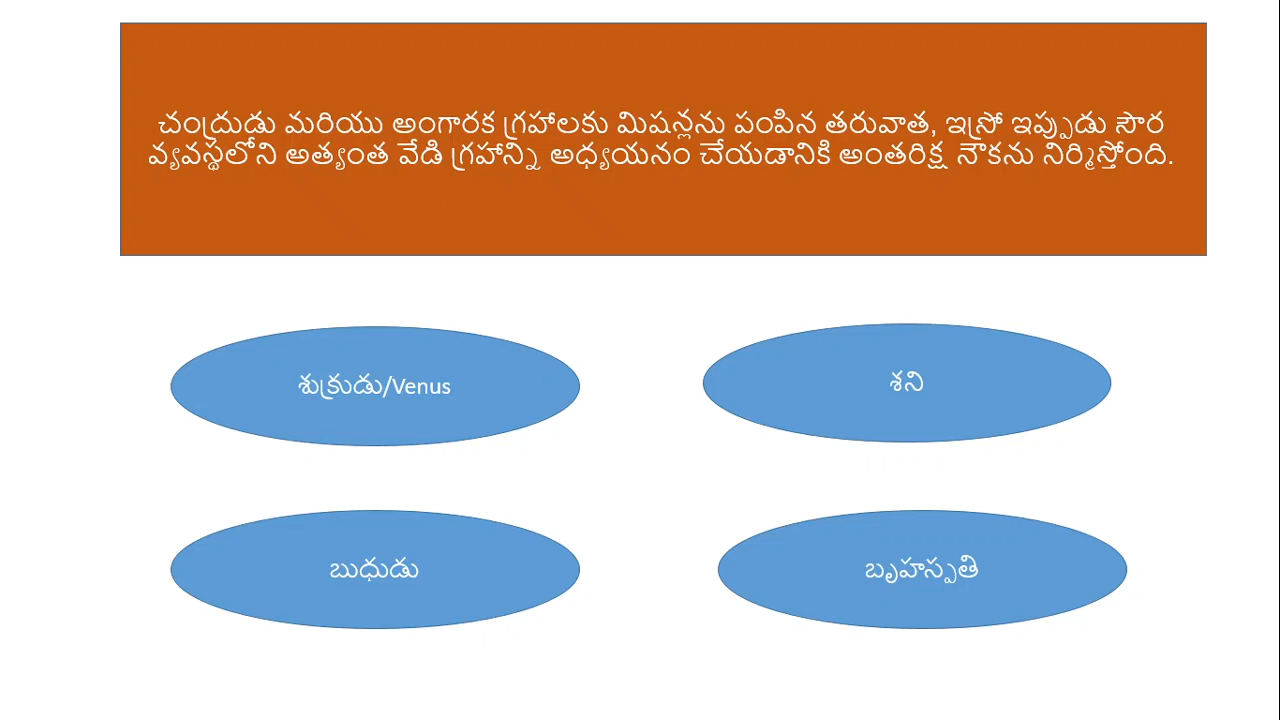 చంద్రుడు మరియు అంగారక గ్రహాలకు మిషన్లను పంపిన తరువాత, ఇస్రో ఇప్పుడు సౌర
వ్యవస్థలోని అత్యంత వేడి గ్రహాన్ని అధ్యయనం చేయడానికి అంతరిక్ష నౌకను నిర్మిస్తోంది.
శుక్రుడు/Venus
శని
బుధుడు
బృహస్పతి